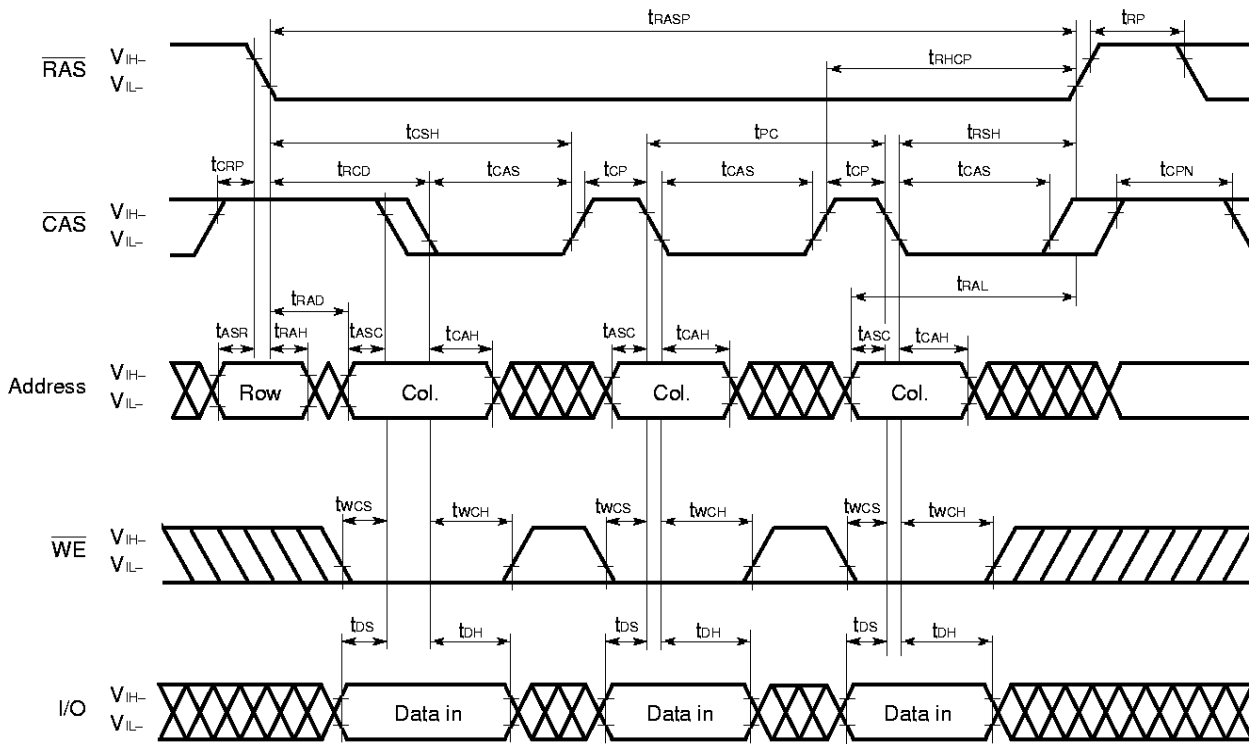 tRASP tRP
RAS VIH–
VIL–
tRHCP
tCSH tPC tRSH
tCRP tRCD tCAS tCP tCAS tCP tCAS tCPN
CAS VIH–
VIL–
tRAD tRAL
tASR tRAH tASC tCAH tASC tCAH tASC tCAH
Address VIH–
VIL–
Row Col. Col. Col.
tWCS tWCH tWCS tWCH tWCS tWCH
WE VIH–
VIL–
tDS tDH tDS tDH tDS tDH
I/O VIH–
VIL–
Data in Data in Data in